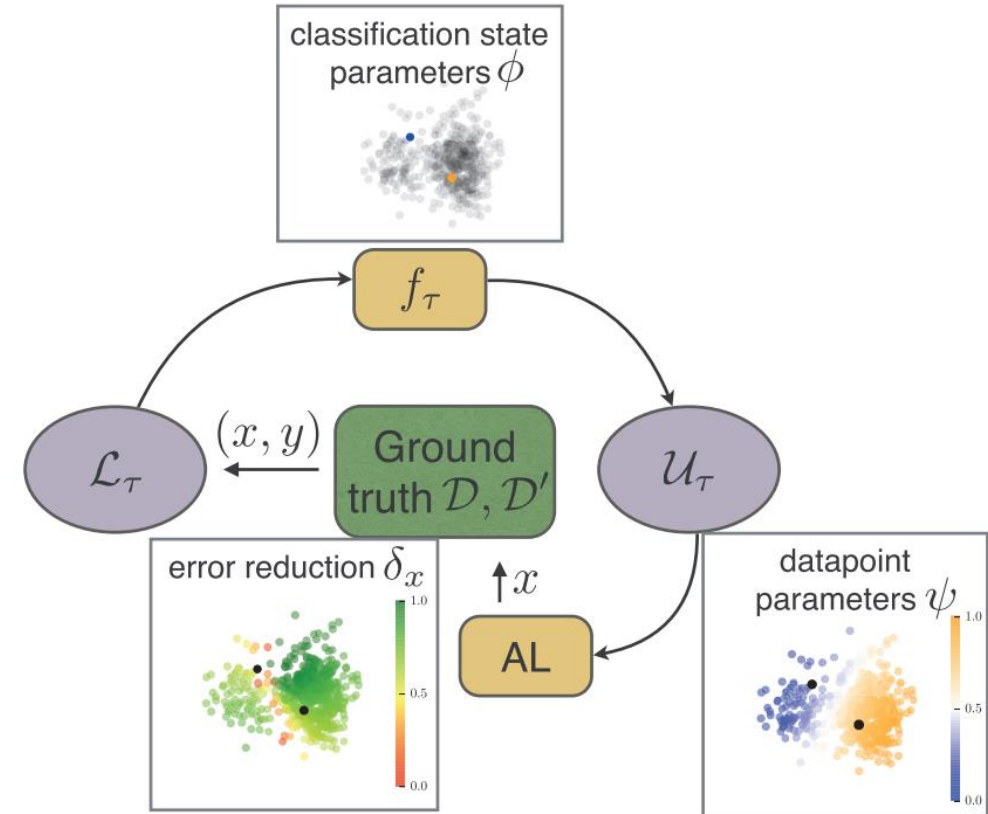 classification state
parameters ϕ
f_τ
(x, y)
ℒ_τ
Ground
truth 𝒟, 𝒟′
𝒰_τ
error reduction δ_x
1.0
0.5
0.0
x
AL
datapoint
parameters ψ
1.0
0.5
0.0